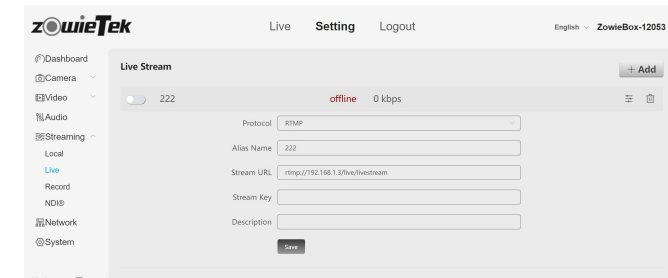 zowieTek
Live Setting Logout
English ZowieBox-12053
Dashboard
Camera
Video
Audio
Streaming
Local
Live
Record
NDI®
Network
System
Live Stream
+ Add
222 offline 0 kbps
Protocol RTMP
Alias Name 222
Stream URL rtmp://192.168.1.3/live/livestream
Stream Key
Description
Save